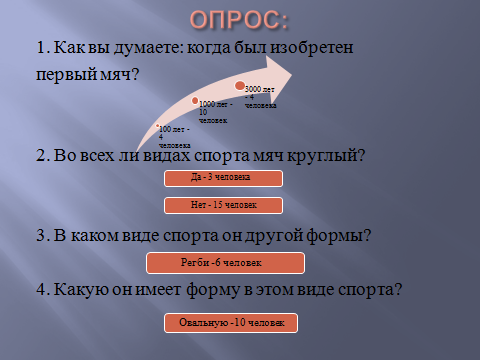 ОПРОС:
1. Как вы думаете: когда был изобретен
первый мяч?
3000 лет
- 4
человека
1000 лет -
10
человек
100 лет -
4
человека
2. Во всех ли видах спорта мяч круглый?
Да - 3 человека
Нет - 15 человек
3. В каком виде спорта он другой формы?
Регби -6 человек
4. Какую он имеет форму в этом виде спорта?
Овальную -10 человек